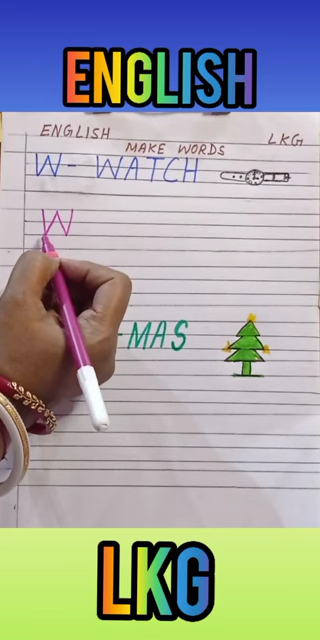 ENGLISH
ENGLISH
LKG
MAKE WORDS
W- WATCH
W
-MAS
LKG